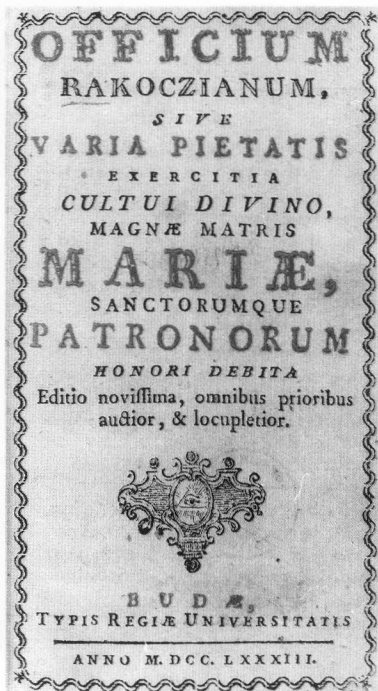 OFFICIUM
RAKOCZIANUM,
SIVE
VARIA PIETATIS
EXERCITIA
CULTUI DIVINO,
MAGNÆ MATRIS
MARIÆ,
SANCTORUMQUE
PATRONORUM
HONORI DEBITA
Editio noviſſima, omnibus prioribus
auctior, & locupletior.
BUDÆ,
TYPIS REGIÆ UNIVERSITATIS
ANNO M. DCC. LXXXIII.